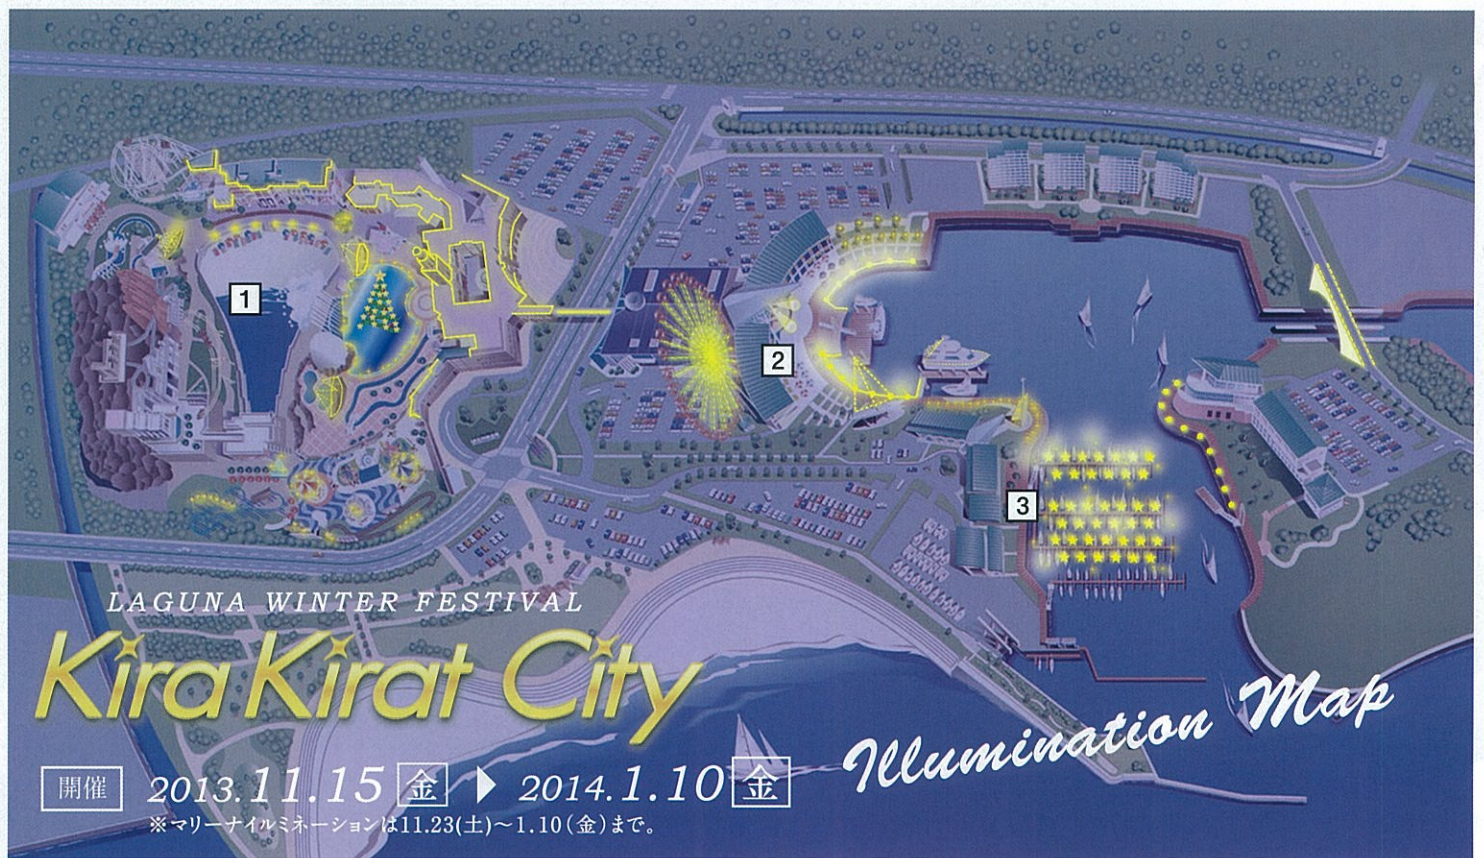 1
2
3
LAGUNA WINTER FESTIVAL
Kira Kirat City
Illumination Map
開催 2013.11.15 金 ▶ 2014.1.10 金
※マリーナイルミネーションは11.23(土)～1.10(金)まで。